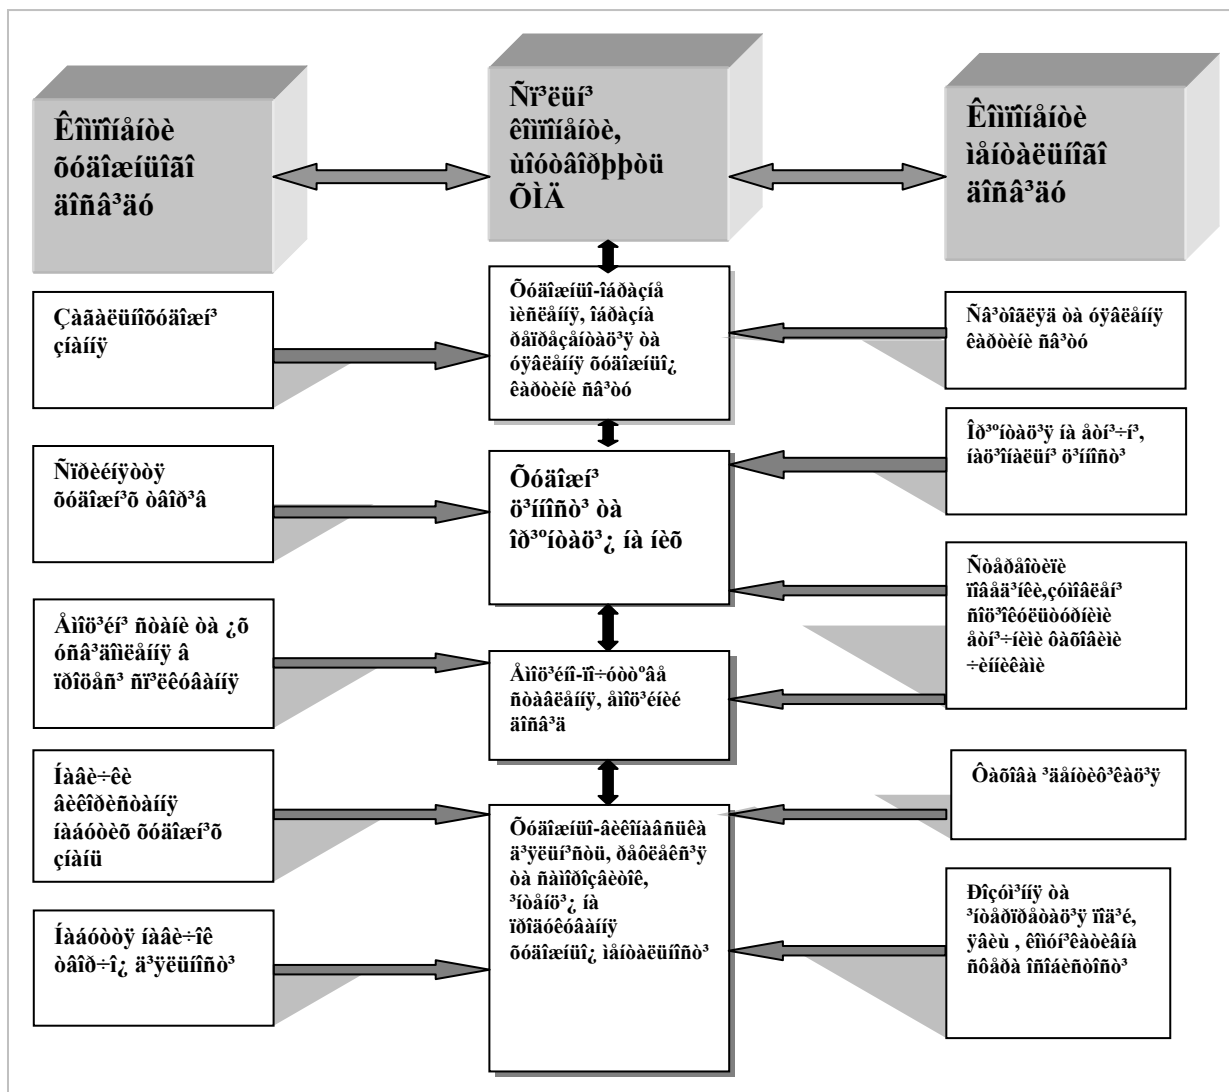 Êîìïîíåíòè
õóäîæíüîãî
äîñâ³äó
Ñï³ëüí³
êîìïîíåíòè,
ùîóòâîðþþòü
ÕÌÄ
Êîìïîíåíòè
ìåíòàëüíîãî
äîñâ³äó
Çàãàëüíîõóäîæí³
çíàííÿ
Ñïðèéíÿòòÿ
õóäîæí³õ òâîð³â
Åìîö³éí³ ñòàíè òà ¿õ
óñâ³äîìëåííÿ â
ïðîöåñ³ ñï³ëêóâàííÿ
Íàâè÷êè
âèêîðèñòàííÿ
íàáóòèõ õóäîæí³õ
çíàíü
Íàáóòòÿ íàâè÷îê
òâîð÷î¿ ä³ÿëüíîñò³
Õóäîæíüî-îáðàçíå
ìèñëåííÿ, îáðàçíà
ðåïðåçåíòàö³ÿ òà
óÿâëåííÿ õóäîæíüî¿
êàðòèíè ñâ³òó
Õóäîæí³
ö³ííîñò³ òà
îð³ºíòàö³¿ íà íèõ
Åìîö³éíî-ïî÷óòòºâå
ñòàâëåííÿ, åìîö³éíèé
äîñâ³ä
Õóäîæíüî-âèêîíàâñüêà
ä³ÿëüí³ñòü, ðåôëåêñ³ÿ
òà ñàìîðîçâèòîê,
³íòåíö³¿ íà
ïðîäóêóâàííÿ
õóäîæíüî¿ ìåíòàëüíîñò³
Ñâ³òîãëÿä òà óÿâëåííÿ
êàðòèíè ñâ³òó
Îð³ºíòàö³ÿ íà åòí³÷í³,
íàö³îíàëüí³ ö³ííîñò³
Ñòåðåîòèïè
ïîâåä³íêè,çóìîâëåí³
ñîö³îêóëüòóðíèìè
åòí³÷íèìè ôàõîâèìè
÷èííèêàìè
Ôàõîâà ³äåíòèô³êàö³ÿ
Ðîçóì³ííÿ òà
³íòåðïðåòàö³ÿ ïîä³é,
ÿâèù , êîìóí³êàòèâíà
ñôåðà îñîáèñòîñò³